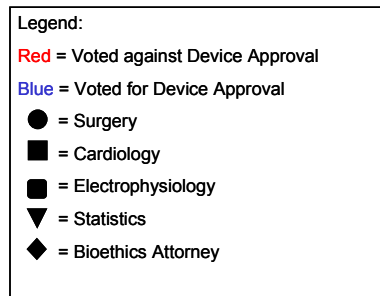 Legend:
Red = Voted against Device Approval
Blue = Voted for Device Approval
= Surgery
= Cardiology
= Electrophysiology
= Statistics
= Bioethics Attorney